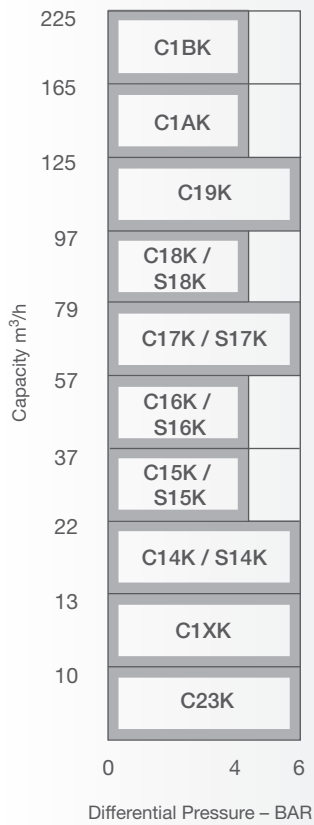 225
C1BK
165
C1AK
125
C19K
97
C18K /
S18K
79
C17K / S17K
57
C16K /
S16K
37
C15K /
S15K
22
C14K / S14K
13
C1XK
10
C23K
Capacity m³/h
0 4 6
Differential Pressure – BAR